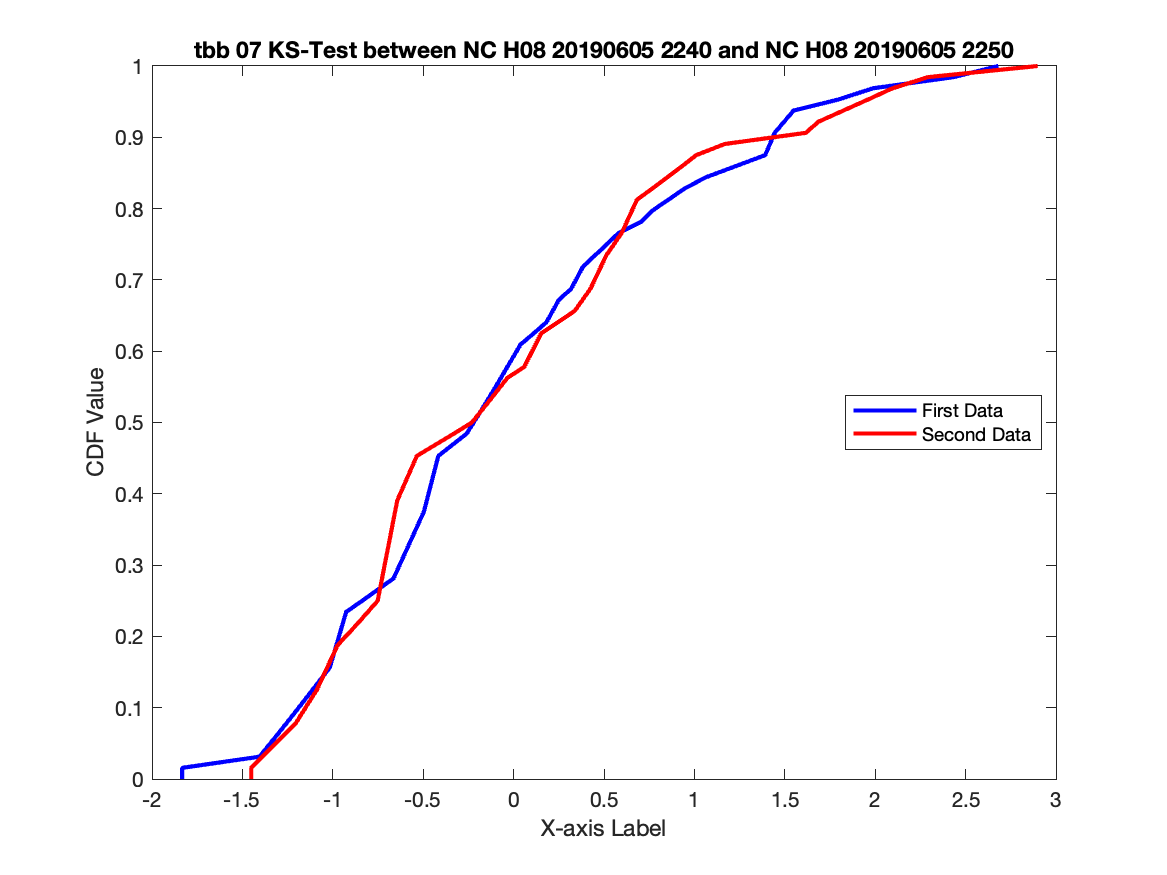 tbb 07 KS-Test between NC H08 20190605 2240 and NC H08 20190605 2250
1
0.9
0.8
0.7
0.6
0.5
0.4
0.3
0.2
0.1
0
CDF Value
First Data
Second Data
-2 -1.5 -1 -0.5 0 0.5 1 1.5 2 2.5 3
X-axis Label